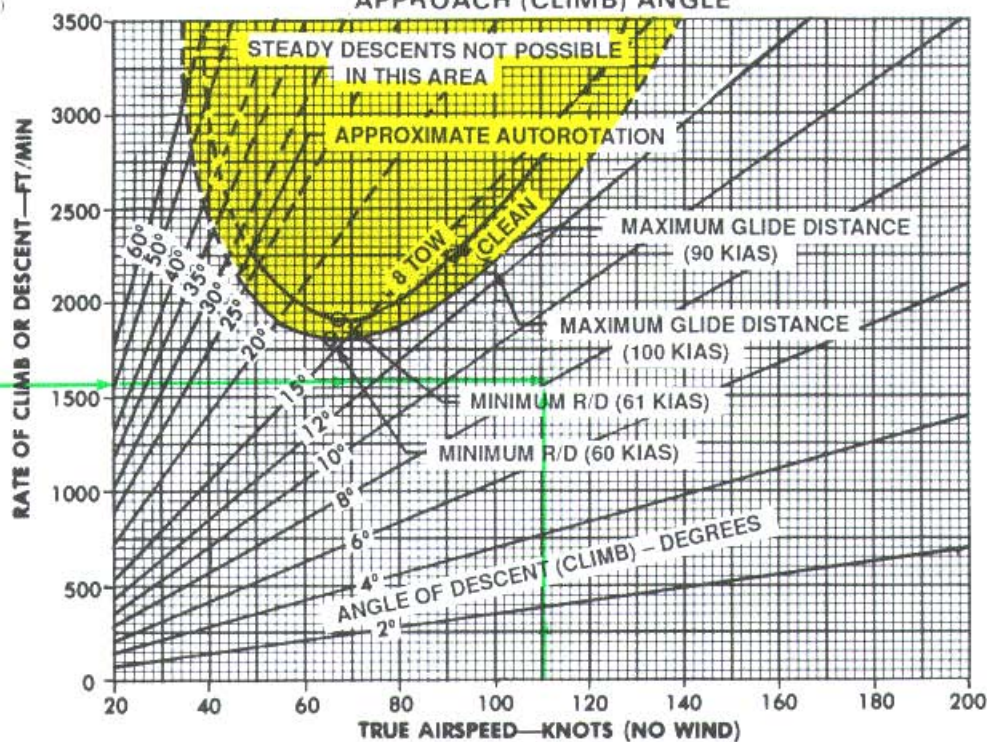 APPROACH (CLIMB) ANGLE
3500
3000
2500
2000
1500
1000
500
0
RATE OF CLIMB OR DESCENT—FT/MIN
STEADY DESCENTS NOT POSSIBLE
IN THIS AREA
APPROXIMATE AUTOROTATION
8 TOW
CLEAN
MAXIMUM GLIDE DISTANCE
(90 KIAS)
MAXIMUM GLIDE DISTANCE
(100 KIAS)
MINIMUM R/D (61 KIAS)
MINIMUM R/D (60 KIAS)
60°
50°
40°
35°
30°
25°
20°
15°
12°
10°
8°
6°
4°
2°
ANGLE OF DESCENT (CLIMB) – DEGREES
20 40 60 80 100 120 140 160 180 200
TRUE AIRSPEED—KNOTS (NO WIND)